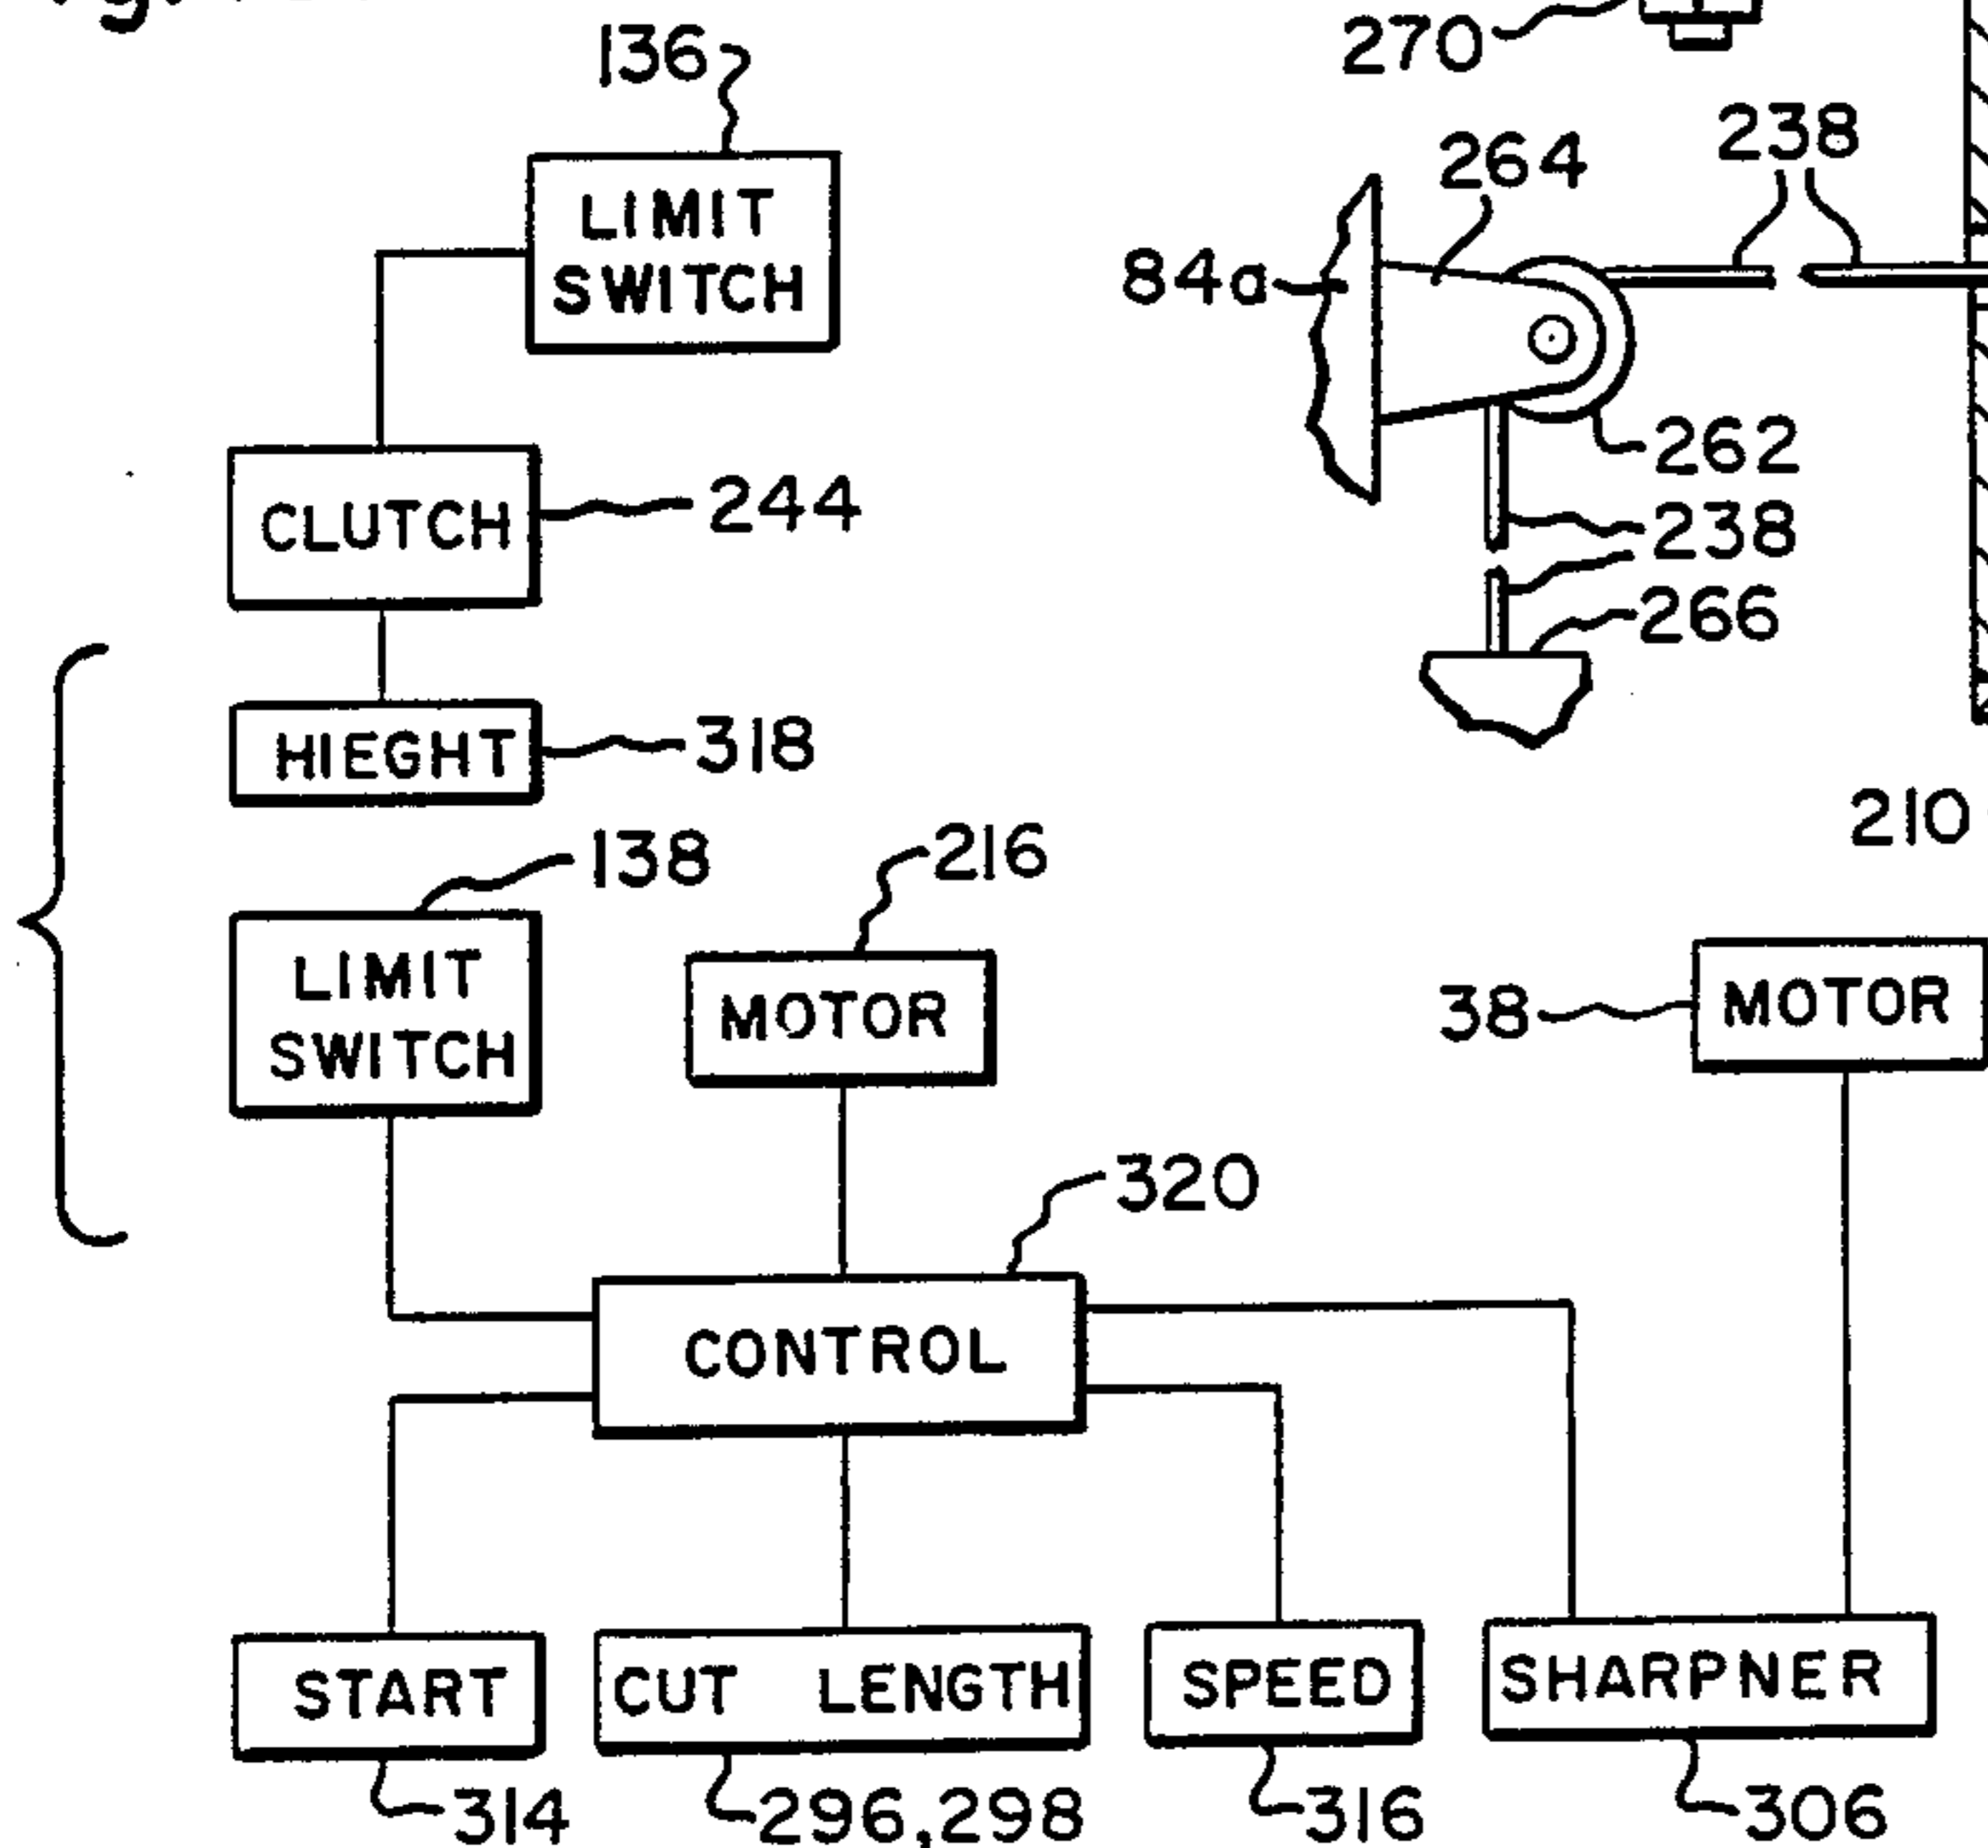 136
270
238
264
84a
LIMIT
SWITCH
262
244
CLUTCH
238
266
318
HIEGHT
210
138
216
LIMIT
SWITCH
MOTOR
38
MOTOR
320
CONTROL
START
CUT LENGTH
SPEED
SHARPNER
314
296,298
316
306